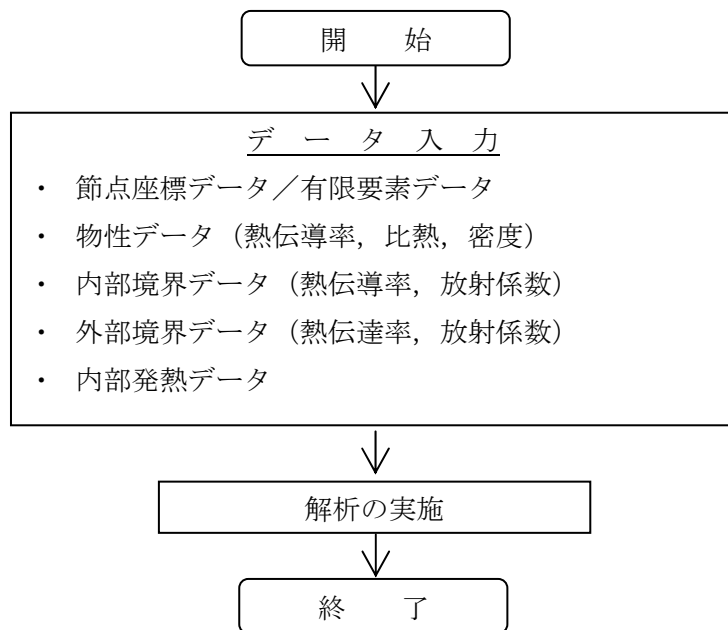 開　　始
デ　ー　タ　入　力
・　節点座標データ／有限要素データ
・　物性データ（熱伝導率，比熱，密度）
・　内部境界データ（熱伝導率，放射係数）
・　外部境界データ（熱伝達率，放射係数）
・　内部発熱データ
解析の実施
終　　了